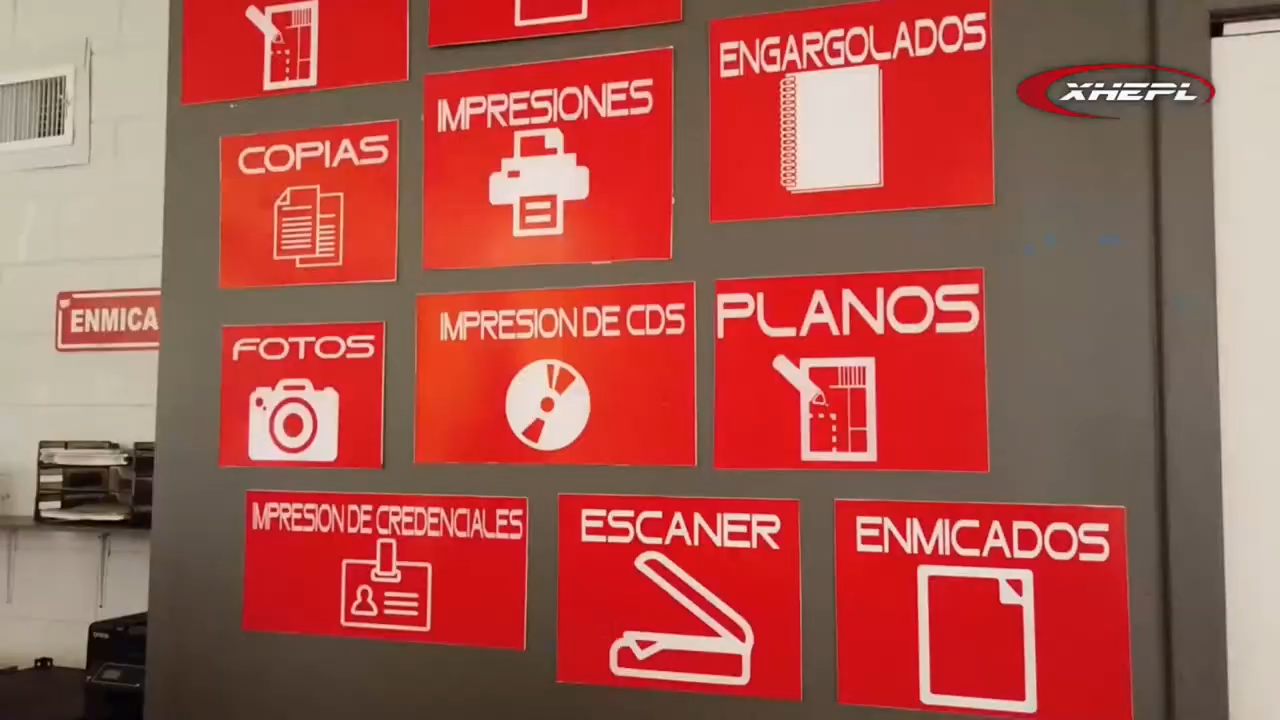 ENGARGOLADOS
XHEPL
IMPRESIONES
COPIAS
ENMICA
FOTOS
IMPRESION DE CDS
PLANOS
IMPRESION DE CREDENCIALES
ESCANER
ENMICADOS